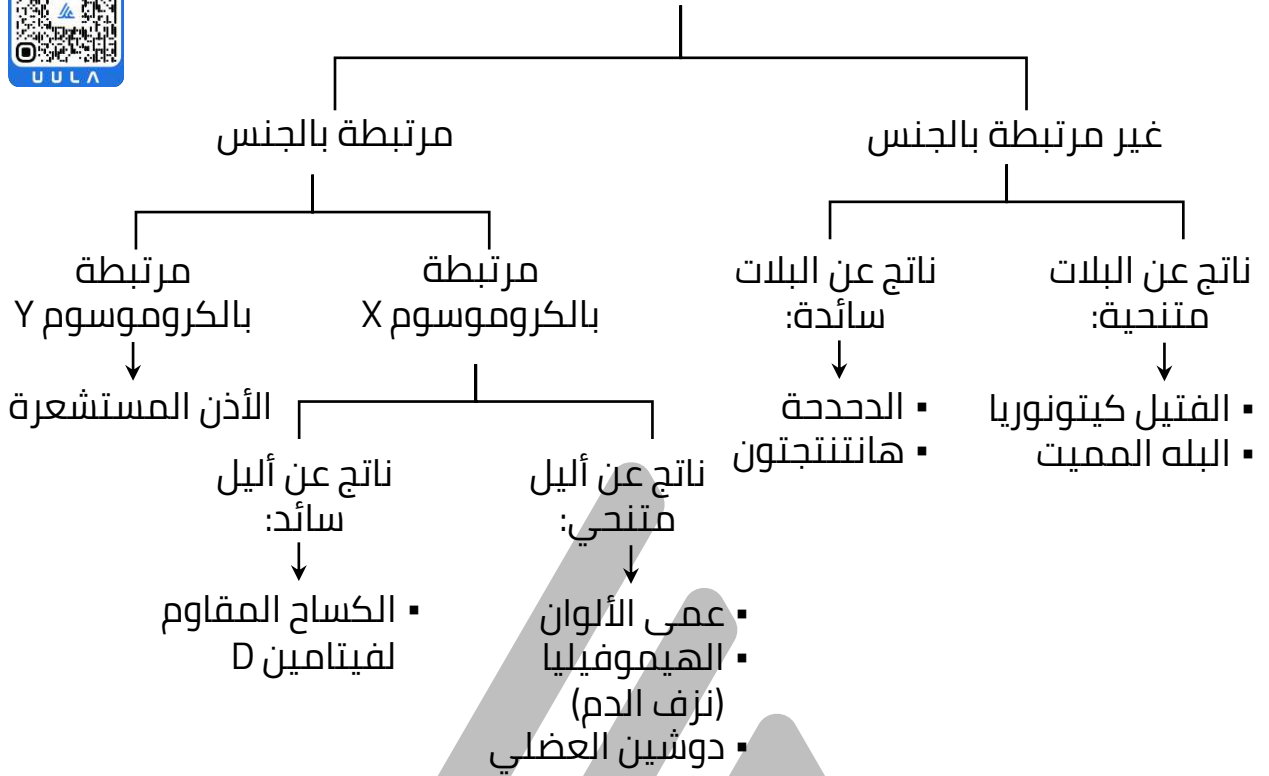 UULA
غير مرتبطة بالجنس
مرتبطة بالجنس
ناتج عن البلات
متنحية:
ناتج عن البلات
سائدة:
مرتبطة
بالكروموسوم X
مرتبطة
بالكروموسوم Y
▪ الفتيل كيتونوريا
▪ البله المميت
▪ الدحدحة
▪ هانتنتجتون
الأذن المستشعرة
ناتج عن أليل
متنحي:
ناتج عن أليل
سائد:
▪ عمى الألوان
▪ الهيموفيليا
(نزف الدم)
▪ دوشين العضلي
▪ الكساح المقاوم
لفيتامين D